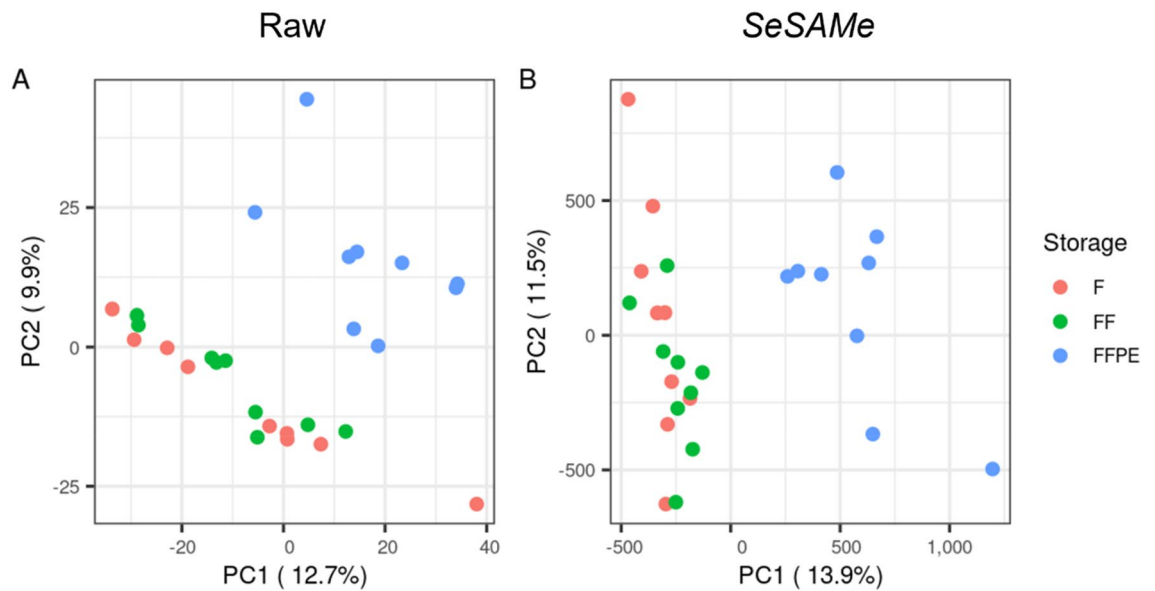 Raw
SeSAMe
A
B
25
0
-25
PC2 ( 9.9%)
-20
0
20
40
PC1 ( 12.7%)
500
0
-500
PC2 ( 11.5%)
-500
0
500
1,000
PC1 ( 13.9%)
Storage
F
FF
FFPE